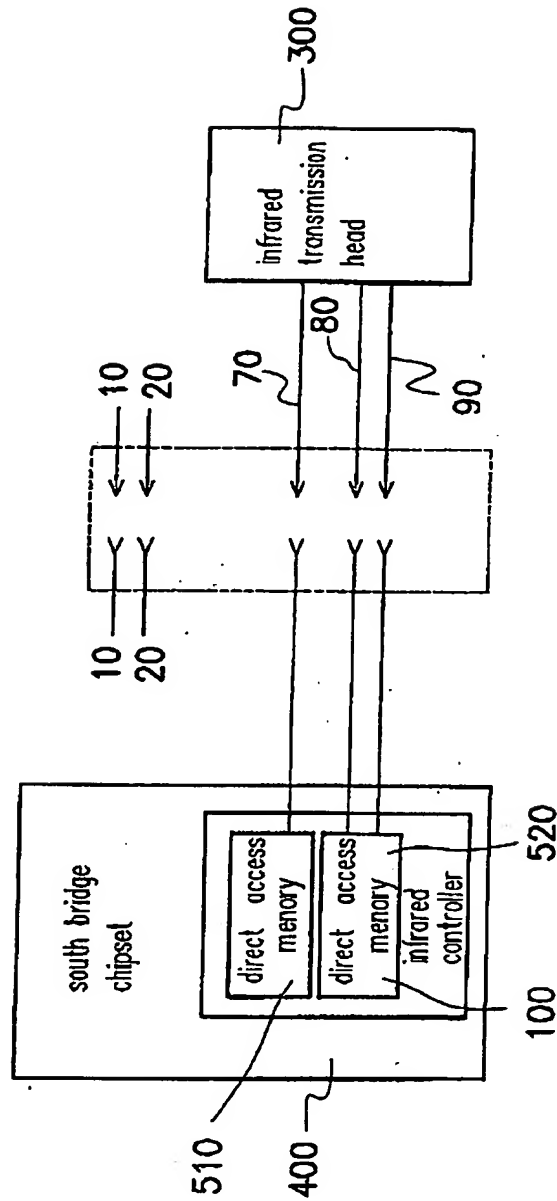 south bridge
chipset
direct access
menory
direct access
menory
infrared
controller
510
400
100
520
10
20
10
20
70
80
90
infrared
transmission
head
300